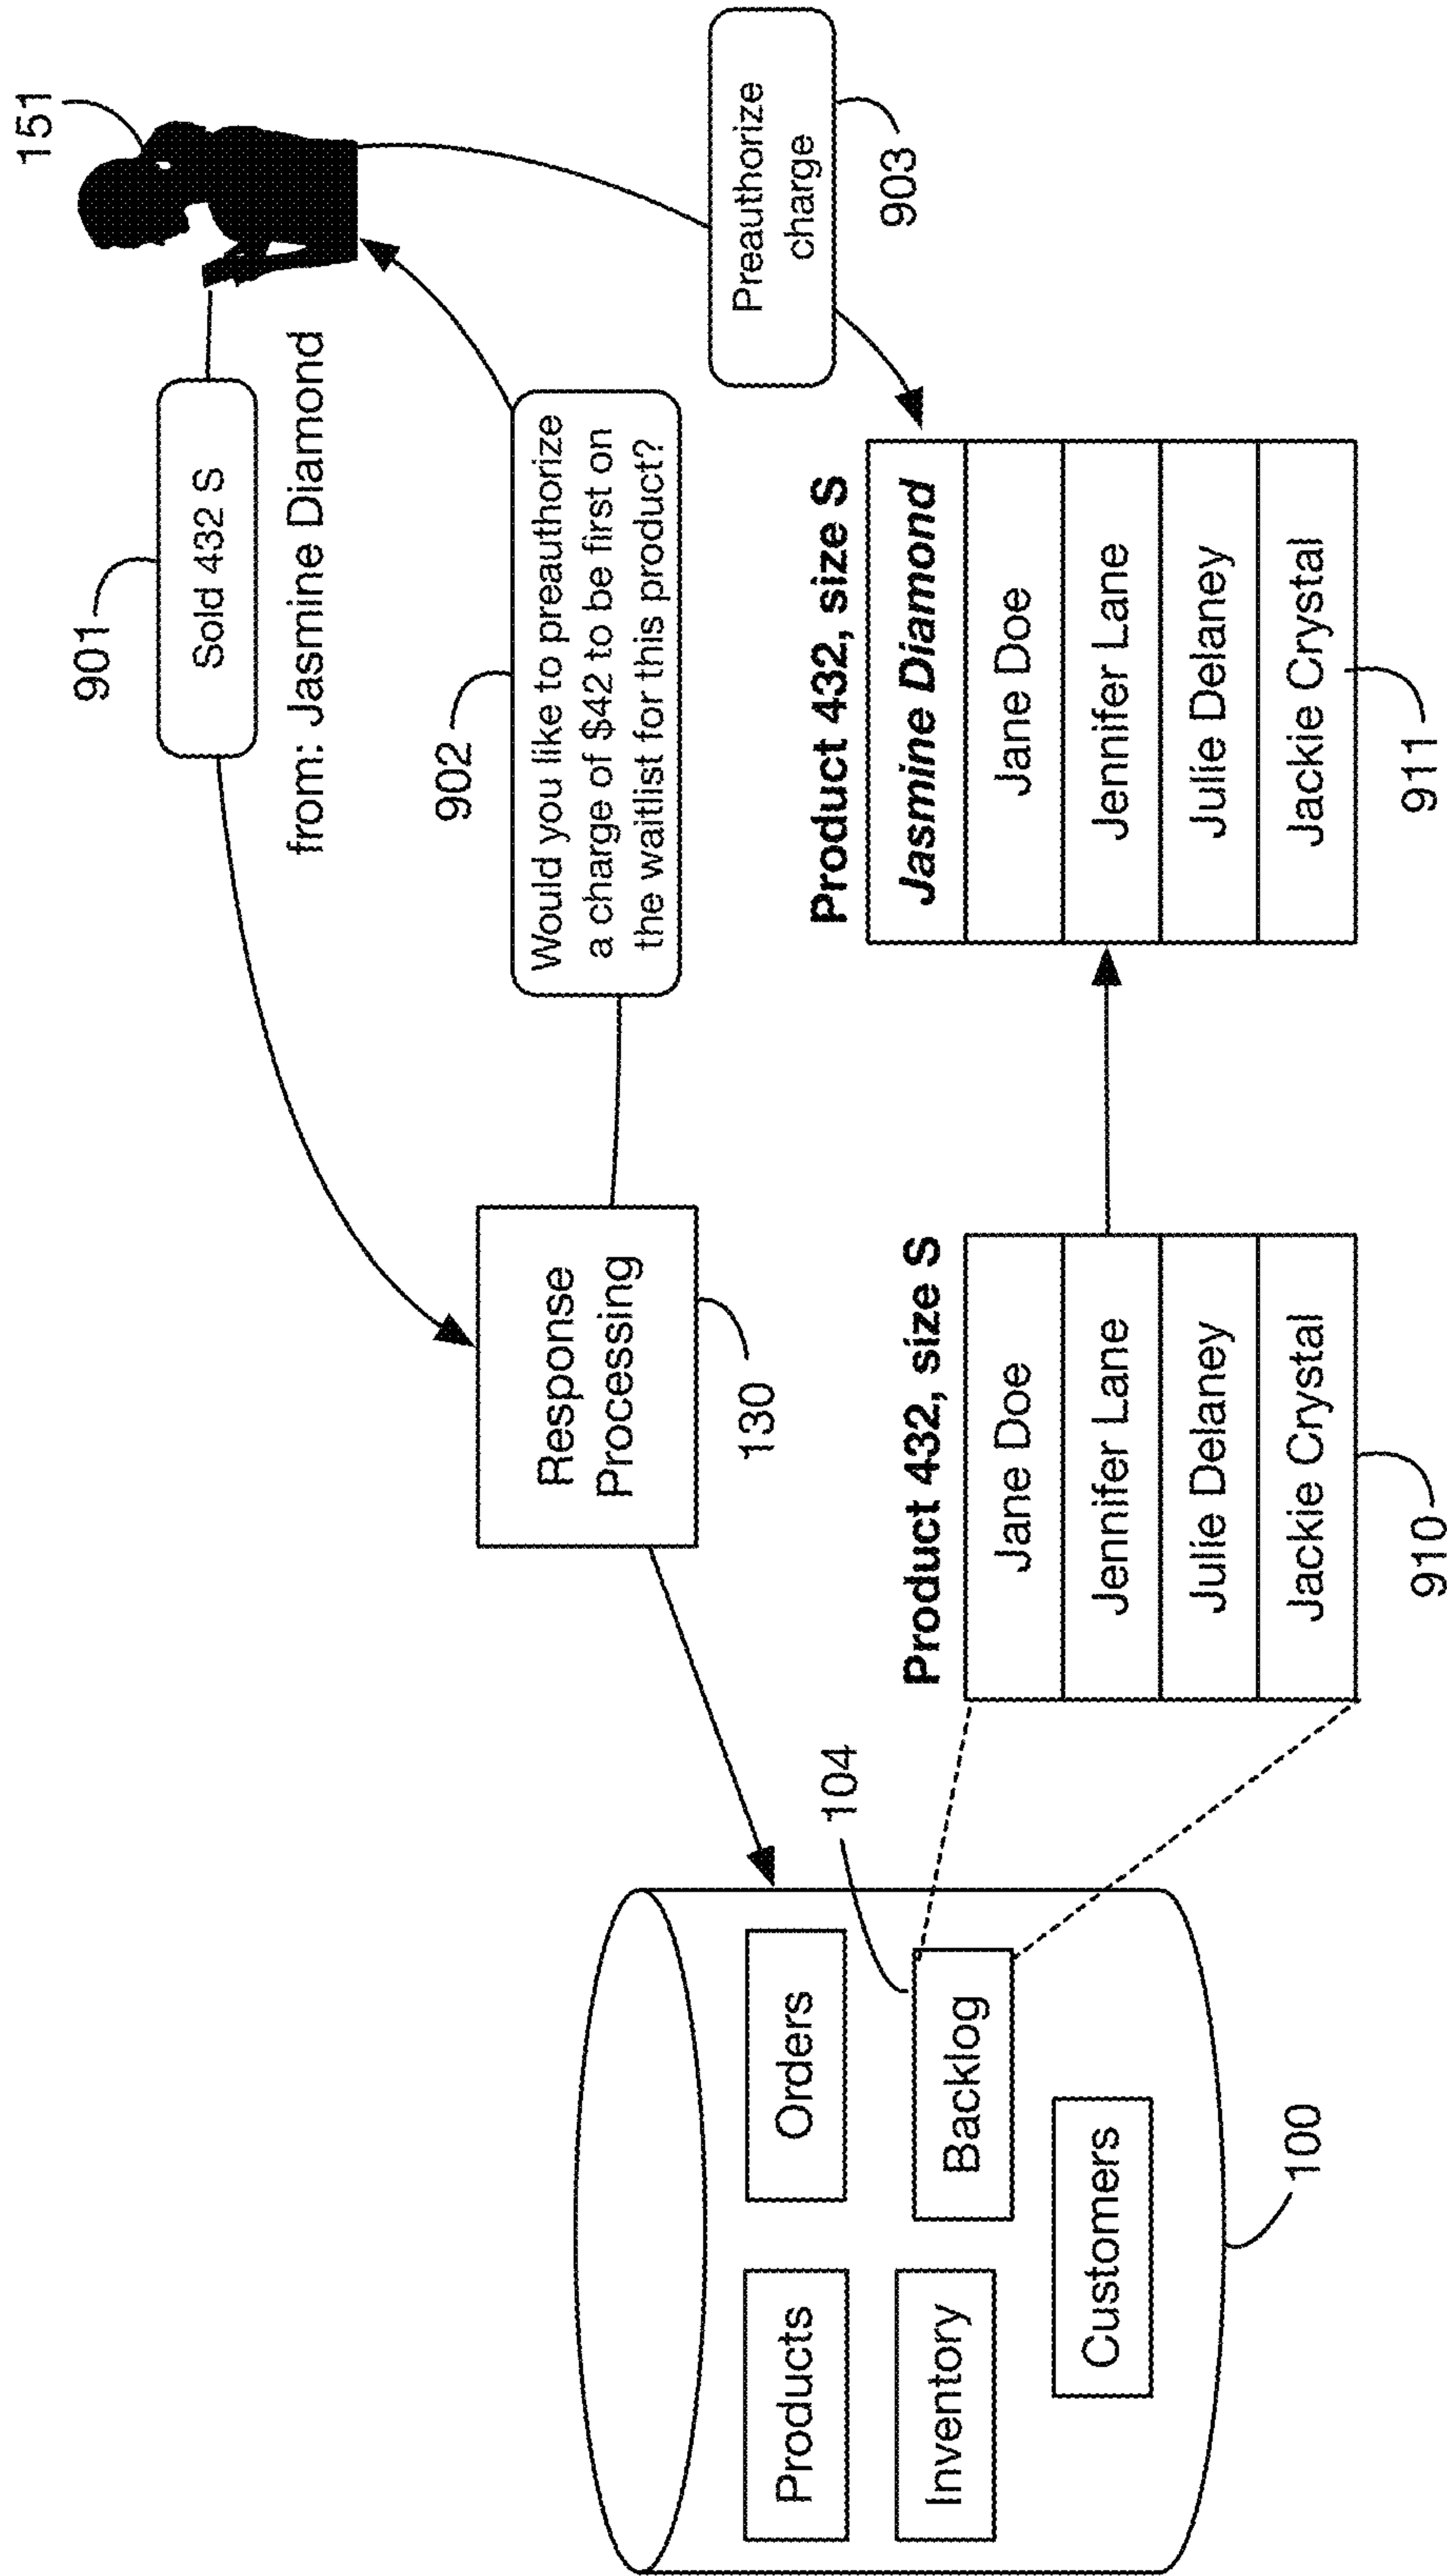 151
901
Sold 432 S
from: Jasmine Diamond
902
Would you like to preauthorize
a charge of $42 to be first on
the waitlist for this product?
Preauthorize
charge
903
Response
Processing
130
Products
Orders
Inventory
Backlog
104
Customers
100
Product 432, size S
Jane Doe
Jennifer Lane
Julie Delaney
Jackie Crystal
910
Product 432, size S
Jasmine Diamond
Jane Doe
Jennifer Lane
Julie Delaney
Jackie Crystal
911